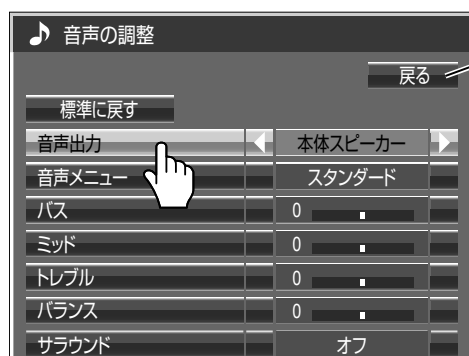 音声の調整
戻る
標準に戻す
音声出力 本体スピーカー
音声メニュー スタンダード
バス 0
ミッド 0
トレブル 0
バランス 0
サラウンド オフ